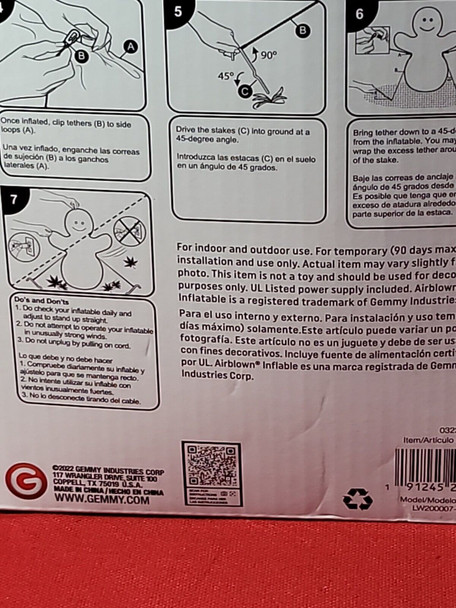 5
6
A
B
B
90º
45º
C
Once inflated, clip tethers (B) to side
loops (A).
Una vez inflado, enganche las correas
de sujeción (B) a los ganchos
laterales (A).
Drive the stakes (C) into ground at a
45-degree angle.
Introduzca las estacas (C) en el suelo
en un ángulo de 45 grados.
Bring tether down to a 45-d
from the inflatable. You may
wrap the excess tether arou
of the stake.
Baje las correas de anclaje
ángulo de 45 grados desde
Es posible que tenga que en
exceso de atadura alrededo
parte superior de la estaca.
7
Do's and Don'ts
1. Do check your inflatable daily and
adjust to stand up straight.
2. Do not attempt to operate your inflatable
in unusually strong winds.
3. Do not unplug by pulling on cord.
Lo que debe y no debe hacer
1. Compruebe diariamente su inflable y
ajústelo para que se mantenga recto.
2. No intente utilizar su inflable con
vientos inusualmente fuertes.
3. No lo desconecte tirando del cable.
For indoor and outdoor use. For temporary (90 days max
installation and use only. Actual item may vary slightly f
photo. This item is not a toy and should be used for deco
purposes only. UL Listed power supply included. Airblown
Inflatable is a registered trademark of Gemmy Industrie
Para el uso interno y externo. Para instalación y uso tem
días máximo) solamente.Este artículo puede variar un po
fotografía. Este artículo no es un juguete y debe de ser us
con fines decorativos. Incluye fuente de alimentación certi
por UL. Airblown® Inflable es una marca registrada de Gemm
Industries Corp.
©2022 GEMMY INDUSTRIES CORP
117 WRANGLER DRIVE, SUITE 100
COPPELL, TX 75019 U.S.A.
MADE IN CHINA / HECHO EN CHINA
WWW.GEMMY.COM
032
Item/Artículo
1 91245 2
Model/Modelo
LW200007-